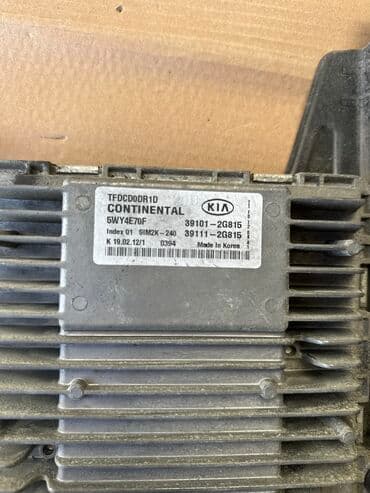 TFDCD0DR1D
CONTINENTAL KIA
5WY4E70F 39101-2G815
Index 01 SIM2K-240 39111-2G815
K 19.02.12/1 0394 Made in Korea